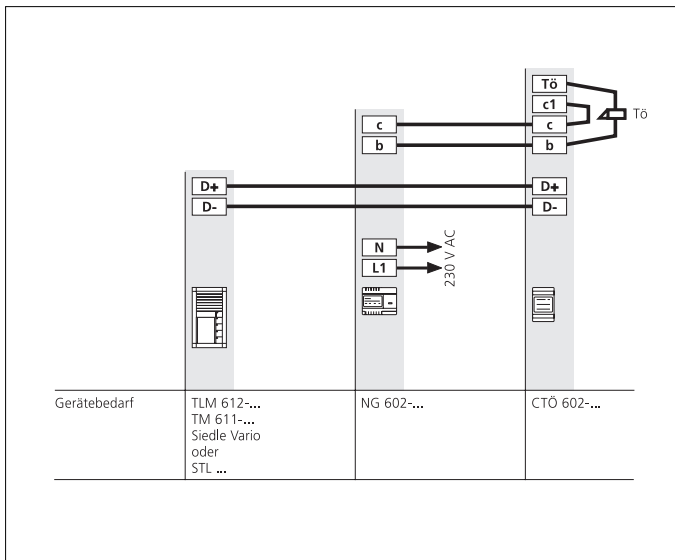 Tö
c1
c
b
Tö
c
b
D+
D-
D+
D-
N
L1
230 V AC
Gerätebedarf
TLM 612-...
TM 611-...
Siedle Vario
oder
STL ...
NG 602-...
CTÖ 602-...